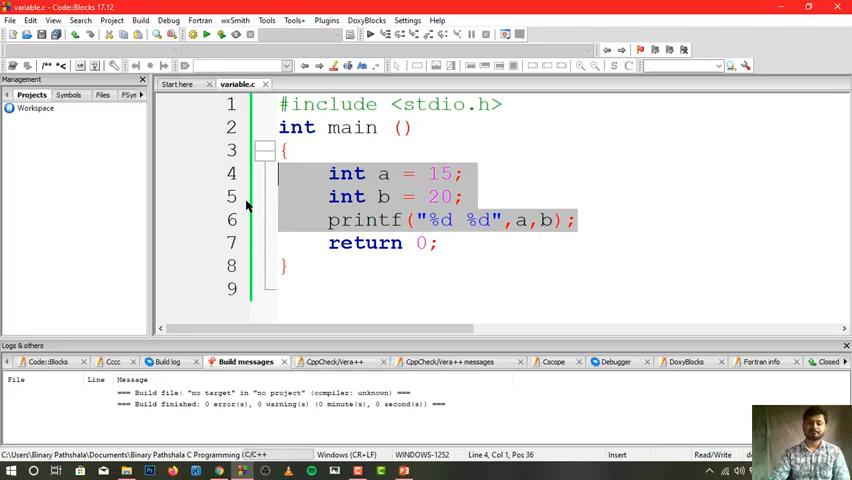 variable.c - Code::Blocks 17.12
File Edit View Search Project Build Debug Fortran wxSmith Tools Tools+ Plugins DoxyBlocks Settings Help
/** *<
S C
Management
Projects Symbols Files FSyn
Workspace
Start here variable.c
1 #include <stdio.h>
2 int main ()
3 {
4 int a = 15;
5 int b = 20;
6 printf("%d %d",a,b);
7 return 0;
8 }
9
Logs & others
Code::Blocks Cccc Build log Build messages CppCheck/Vera++ CppCheck/Vera++ messages Cscope Debugger DoxyBlocks Fortran info Closed
File Line Message
=== Build file: "no target" in "no project" (compiler: unknown) ===
=== Build finished: 0 error(s), 0 warning(s) (0 minute(s), 0 second(s)) ===
C:\Users\Binary Pathshala\Documents\Binary Pathshala C Programming C/C++ Windows (CR+LF) WINDOWS-1252 Line 4, Col 1, Pos 36 Insert Read/Write